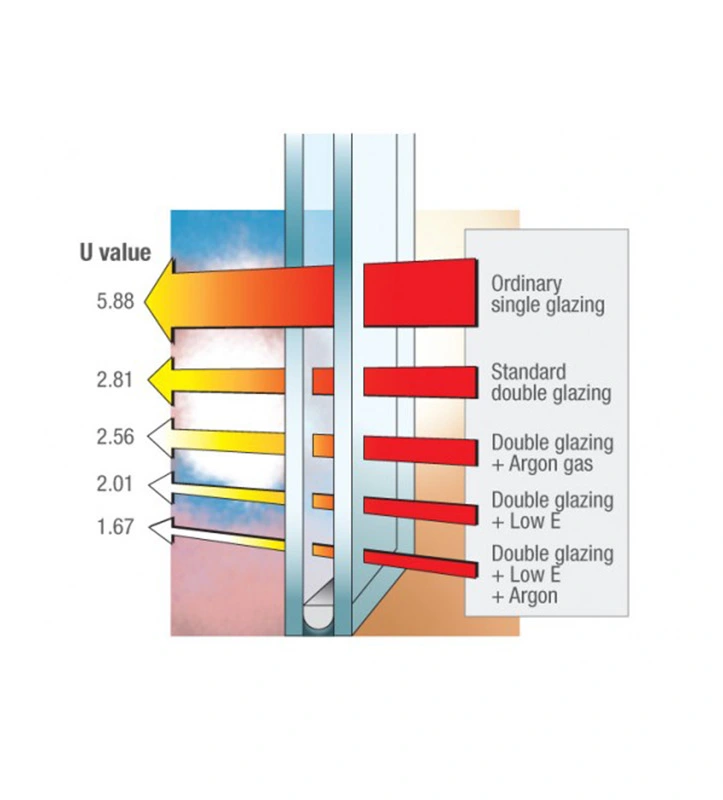 U value
5.88
Ordinary
single glazing
2.81
Standard
double glazing
2.56
Double glazing
+ Argon gas
2.01
Double glazing
+ Low E
1.67
Double glazing
+ Low E
+ Argon